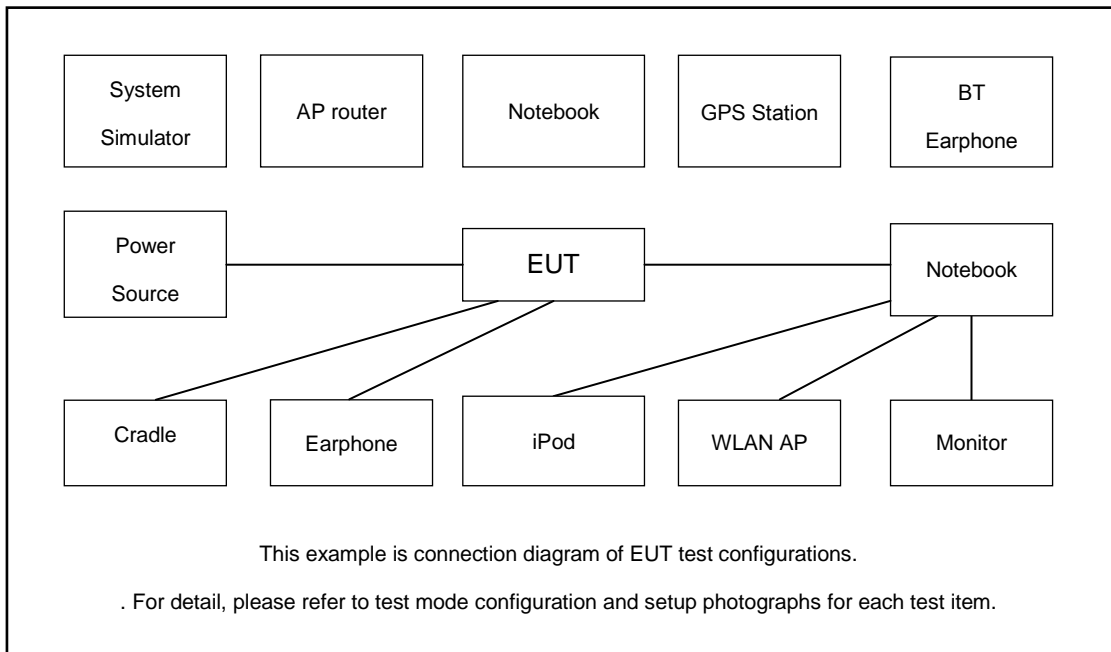 System
Simulator
AP router
Notebook
GPS Station
BT
Earphone
Power
Source
EUT
Notebook
Cradle
Earphone
iPod
WLAN AP
Monitor
This example is connection diagram of EUT test configurations.
. For detail, please refer to test mode configuration and setup photographs for each test item.